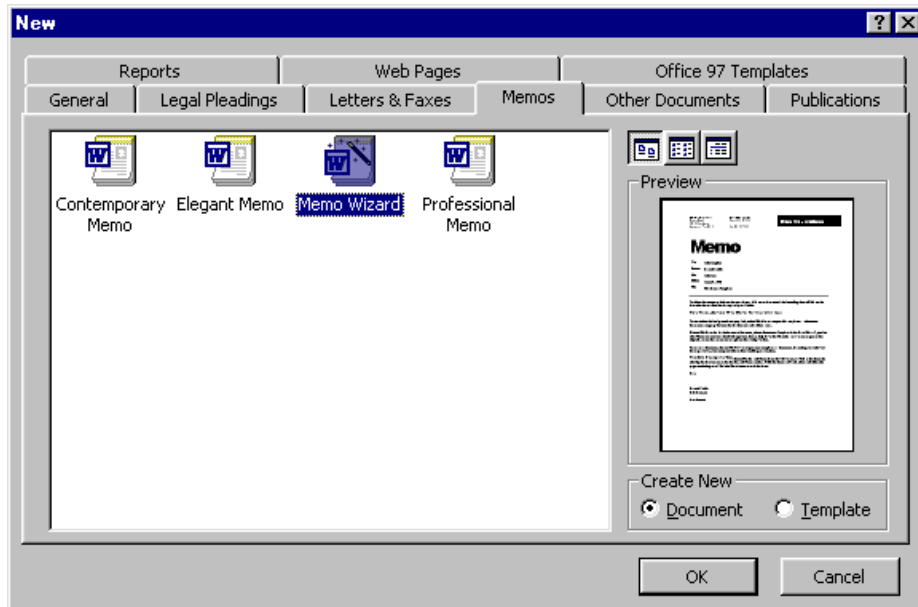 New
Reports Web Pages Office 97 Templates
General Legal Pleadings Letters & Faxes Memos Other Documents Publications
Contemporary Memo
Elegant Memo
Memo Wizard
Professional Memo
Preview
Memo
Create New
Document Template
OK Cancel